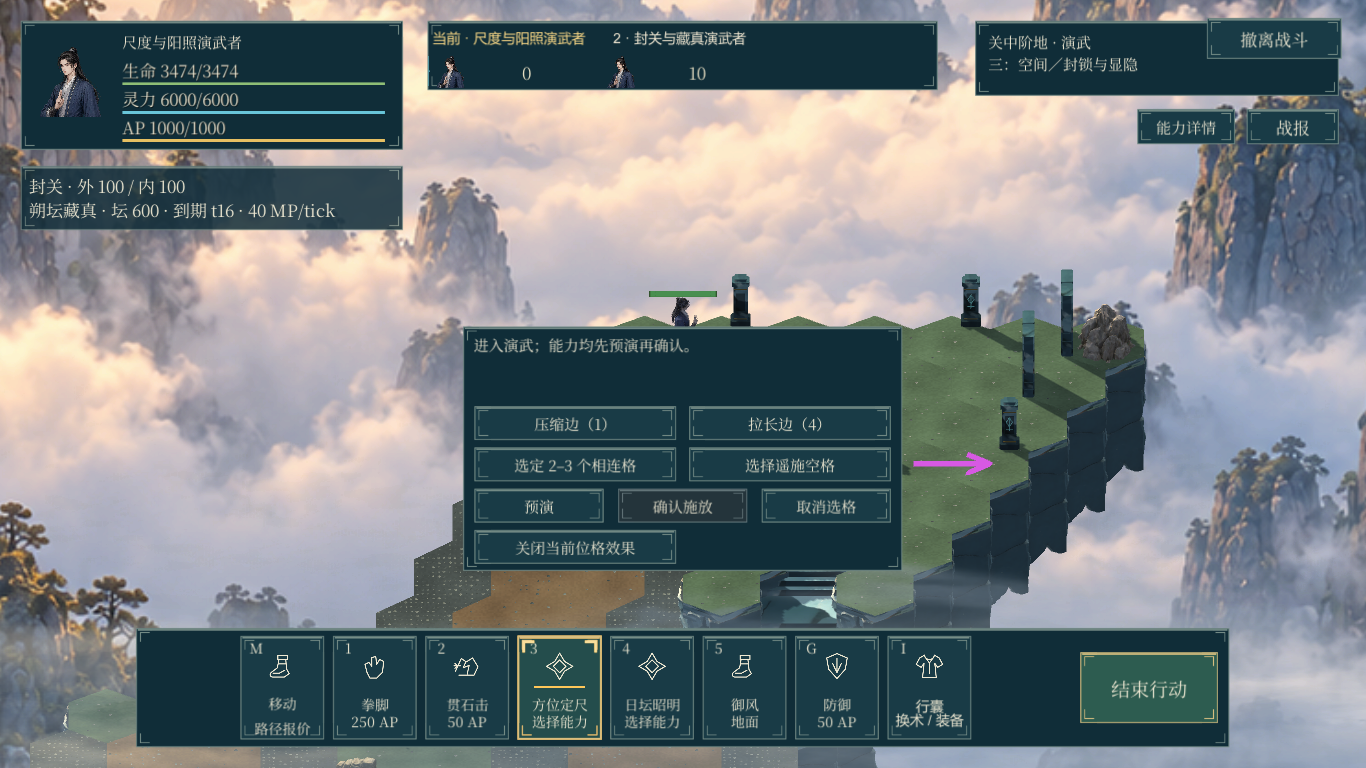 尺度与阳照演武者
生命 3474/3474
灵力 6000/6000
AP 1000/1000
封关 · 外 100 / 内 100
朔坛藏真 · 坛 600 · 到期 t16 · 40 MP/tick
当前 · 尺度与阳照演武者
0
2 · 封关与藏真演武者
10
关中阶地 · 演武
三：空间／封锁与显隐
撤离战斗
能力详情
战报
进入演武；能力均先预演再确认。
压缩边（1）
拉长边（4）
选定 2–3 个相连格
选择遥施空格
预演
确认施放
取消选格
关闭当前位格效果
M
移动
路径报价
1
拳脚
250 AP
2
贯石击
50 AP
3
方位定尺
选择能力
4
日坛昭明
选择能力
5
御风
地面
G
防御
50 AP
I
行囊
换术 / 装备
结束行动